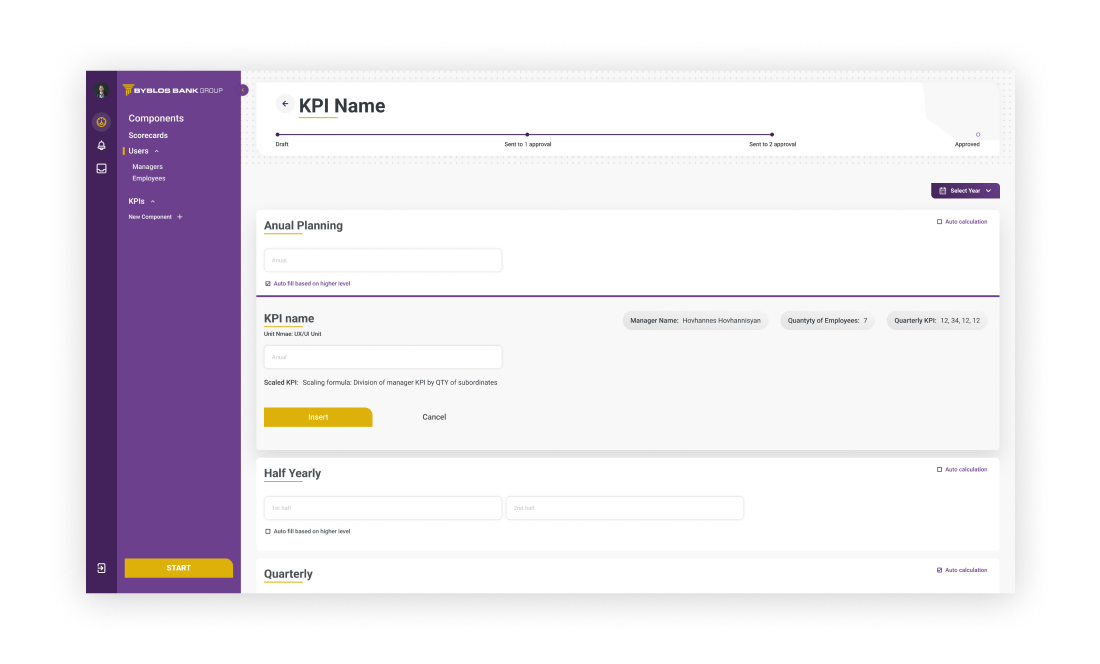 BYBLOS BANK GROUP
Components
Scorecards
Users
Managers
Employees
KPIs
New Component +
START
KPI Name
Draft
Sent to 1 approval
Sent to 2 approval
Approved
Select Year
Anual Planning
Auto calculation
Anual
Auto fill based on higher level
KPI name
Unit Nmae: UX/UI Unit
Manager Name: Hovhannes Hovhannisyan
Quantyty of Employees: 7
Quarterly KPI: 12, 34, 12, 12
Anual
Scaled KPI: Scaling formula: Division of manager KPI by QTY of subordinates
Insert
Cancel
Half Yearly
Auto calculation
1st half
2nd half
Auto fill based on higher level
Quarterly
Auto calculation